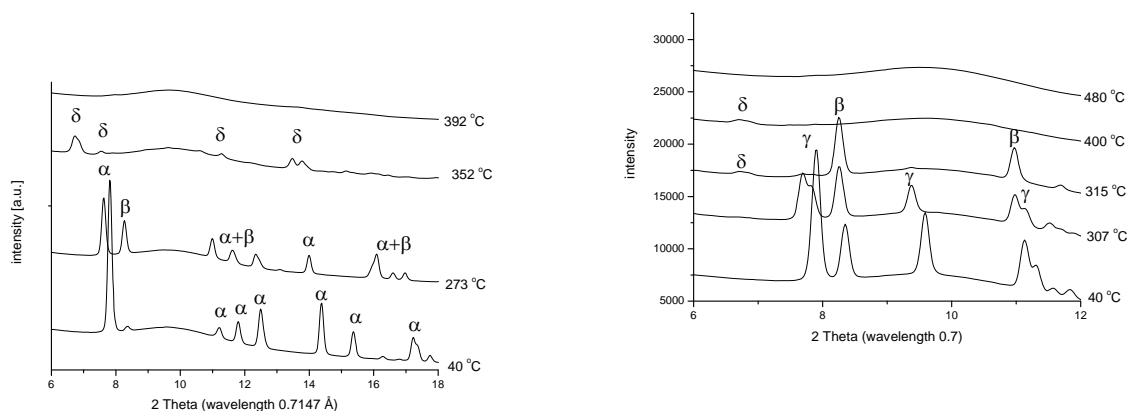 392 °C
δ
δ
δ
δ
352 °C
α
β
α+β
α
α+β
273 °C
α
α
α
α
α
α
40 °C
intensity [a.u.]
6
8
10
12
14
16
18
2 Theta (wavelength 0.7147 Å)
30000
25000
20000
15000
10000
5000
intensity
480 °C
δ
β
400 °C
γ
β
δ
315 °C
γ
γ
307 °C
40 °C
6
8
10
12
2 Theta (wavelength 0.7)